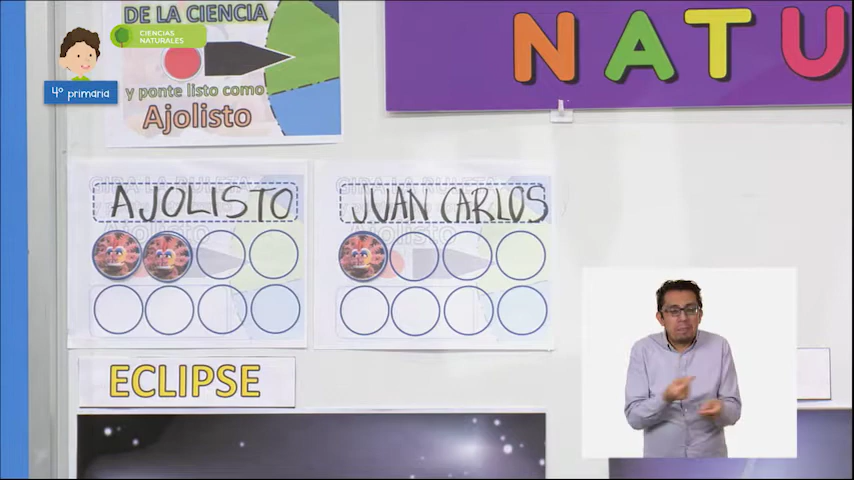 DE LA CIENCIA
CIENCIAS
NATURALES
4º primaria
y ponte listo como
Ajolisto
NATU
AJOLISTO
JUAN CARLOS
ECLIPSE